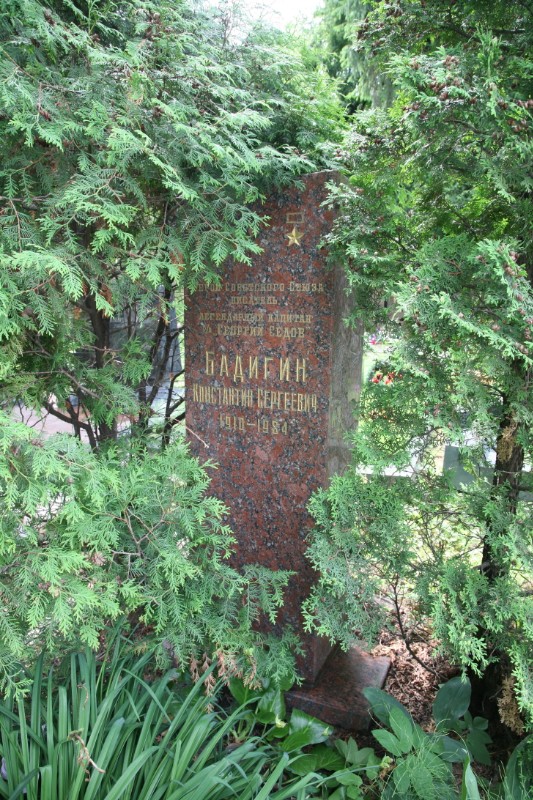 Герой Советского Союза
писатель
легендарный капитан
"Георгий Седов"
БАДИГИН
Константин Сергеевич
1910–1984